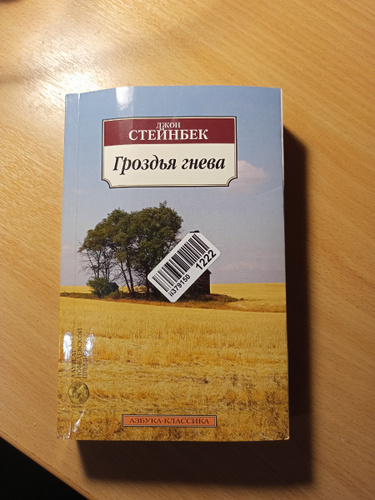 ДЖОН
СТЕЙНБЕК
Гроздья гнева
1222
АЗБУКА-КЛАССИКА